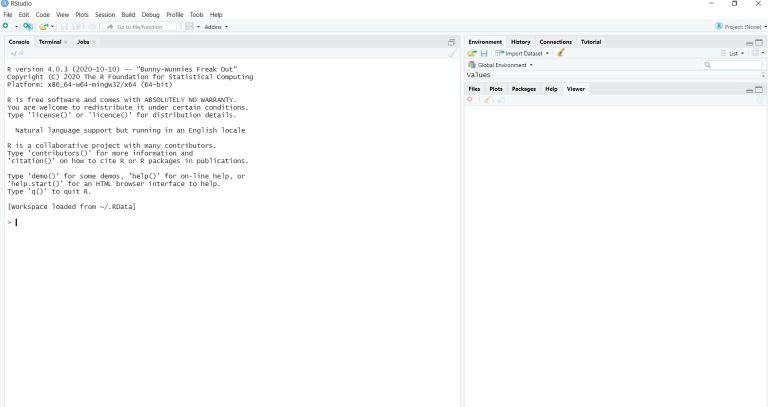 RStudio
File Edit Code View Plots Session Build Debug Profile Tools Help
Go to file/function Addins Project: (None)
Console Terminal Jobs
~/
R version 4.0.3 (2020-10-10) -- "Bunny-Wunnies Freak Out"
Copyright (C) 2020 The R Foundation for Statistical Computing
Platform: x86_64-w64-mingw32/x64 (64-bit)
R is free software and comes with ABSOLUTELY NO WARRANTY.
You are welcome to redistribute it under certain conditions.
Type 'license()' or 'licence()' for distribution details.
Natural language support but running in an English locale
R is a collaborative project with many contributors.
Type 'contributors()' for more information and
'citation()' on how to cite R or R packages in publications.
Type 'demo()' for some demos, 'help()' for on-line help, or
'help.start()' for an HTML browser interface to help.
Type 'q()' to quit R.
[Workspace loaded from ~/.RData]
>
Environment History Connections Tutorial
Import Dataset List
Global Environment
Values
Files Plots Packages Help Viewer